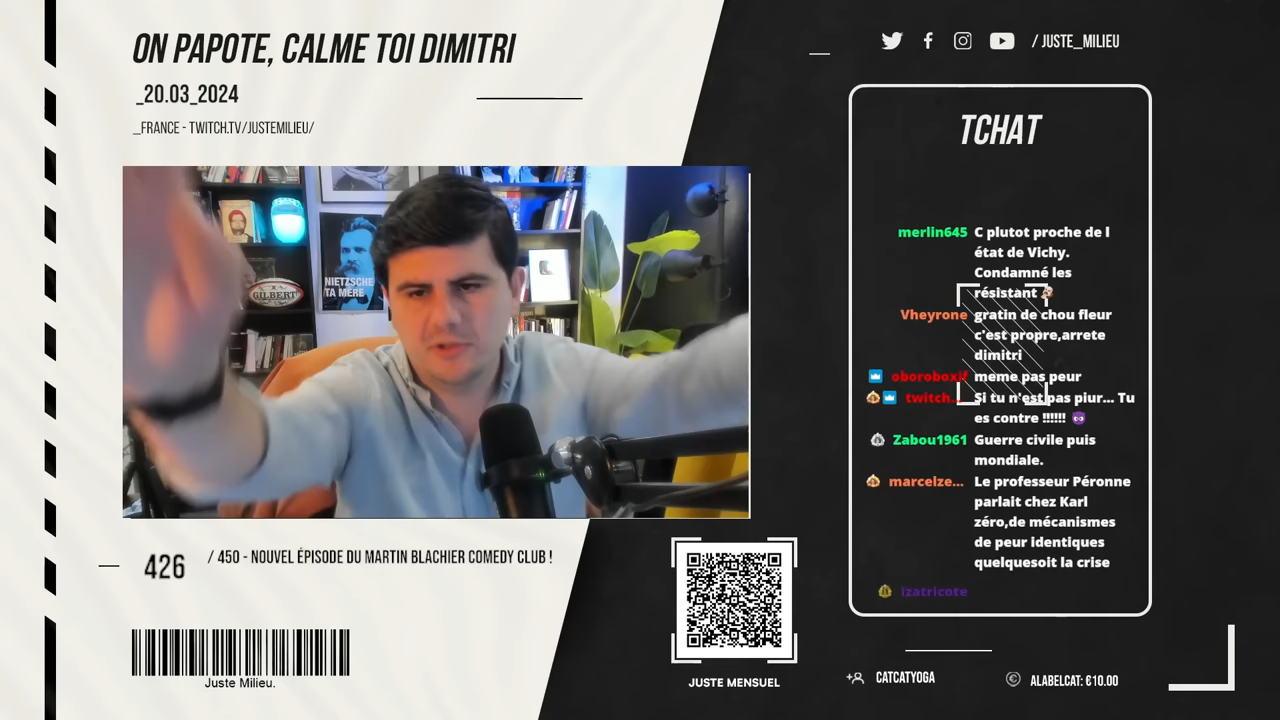 ON PAPOTE, CALME TOI DIMITRI
_20.03_2024
_FRANCE - TWITCH.TV/JUSTEMILIEU/
NIETZSCHE
TA MÈRE
GILBERT
426
/ 450 - NOUVEL ÉPISODE DU MARTIN BLACHIER COMEDY CLUB !
Juste Milieu.
JUSTE MENSUEL
/ JUSTE_MILIEU
TCHAT
merlin645 C plutot proche de l
état de Vichy.
Condamné les
résistant
Vheyrone gratin de chou fleur
c'est propre,arrete
dimitri
oboroboxif meme pas peur
twitch... Si tu n'est pas piur... Tu
es contre !!!!!!
Zabou1961 Guerre civile puis
mondiale.
marcelze... Le professeur Péronne
parlait chez Karl
zéro,de mécanismes
de peur identiques
quelquesoit la crise
izatricote
CATCATYOGA
ALABELCAT: €10.00